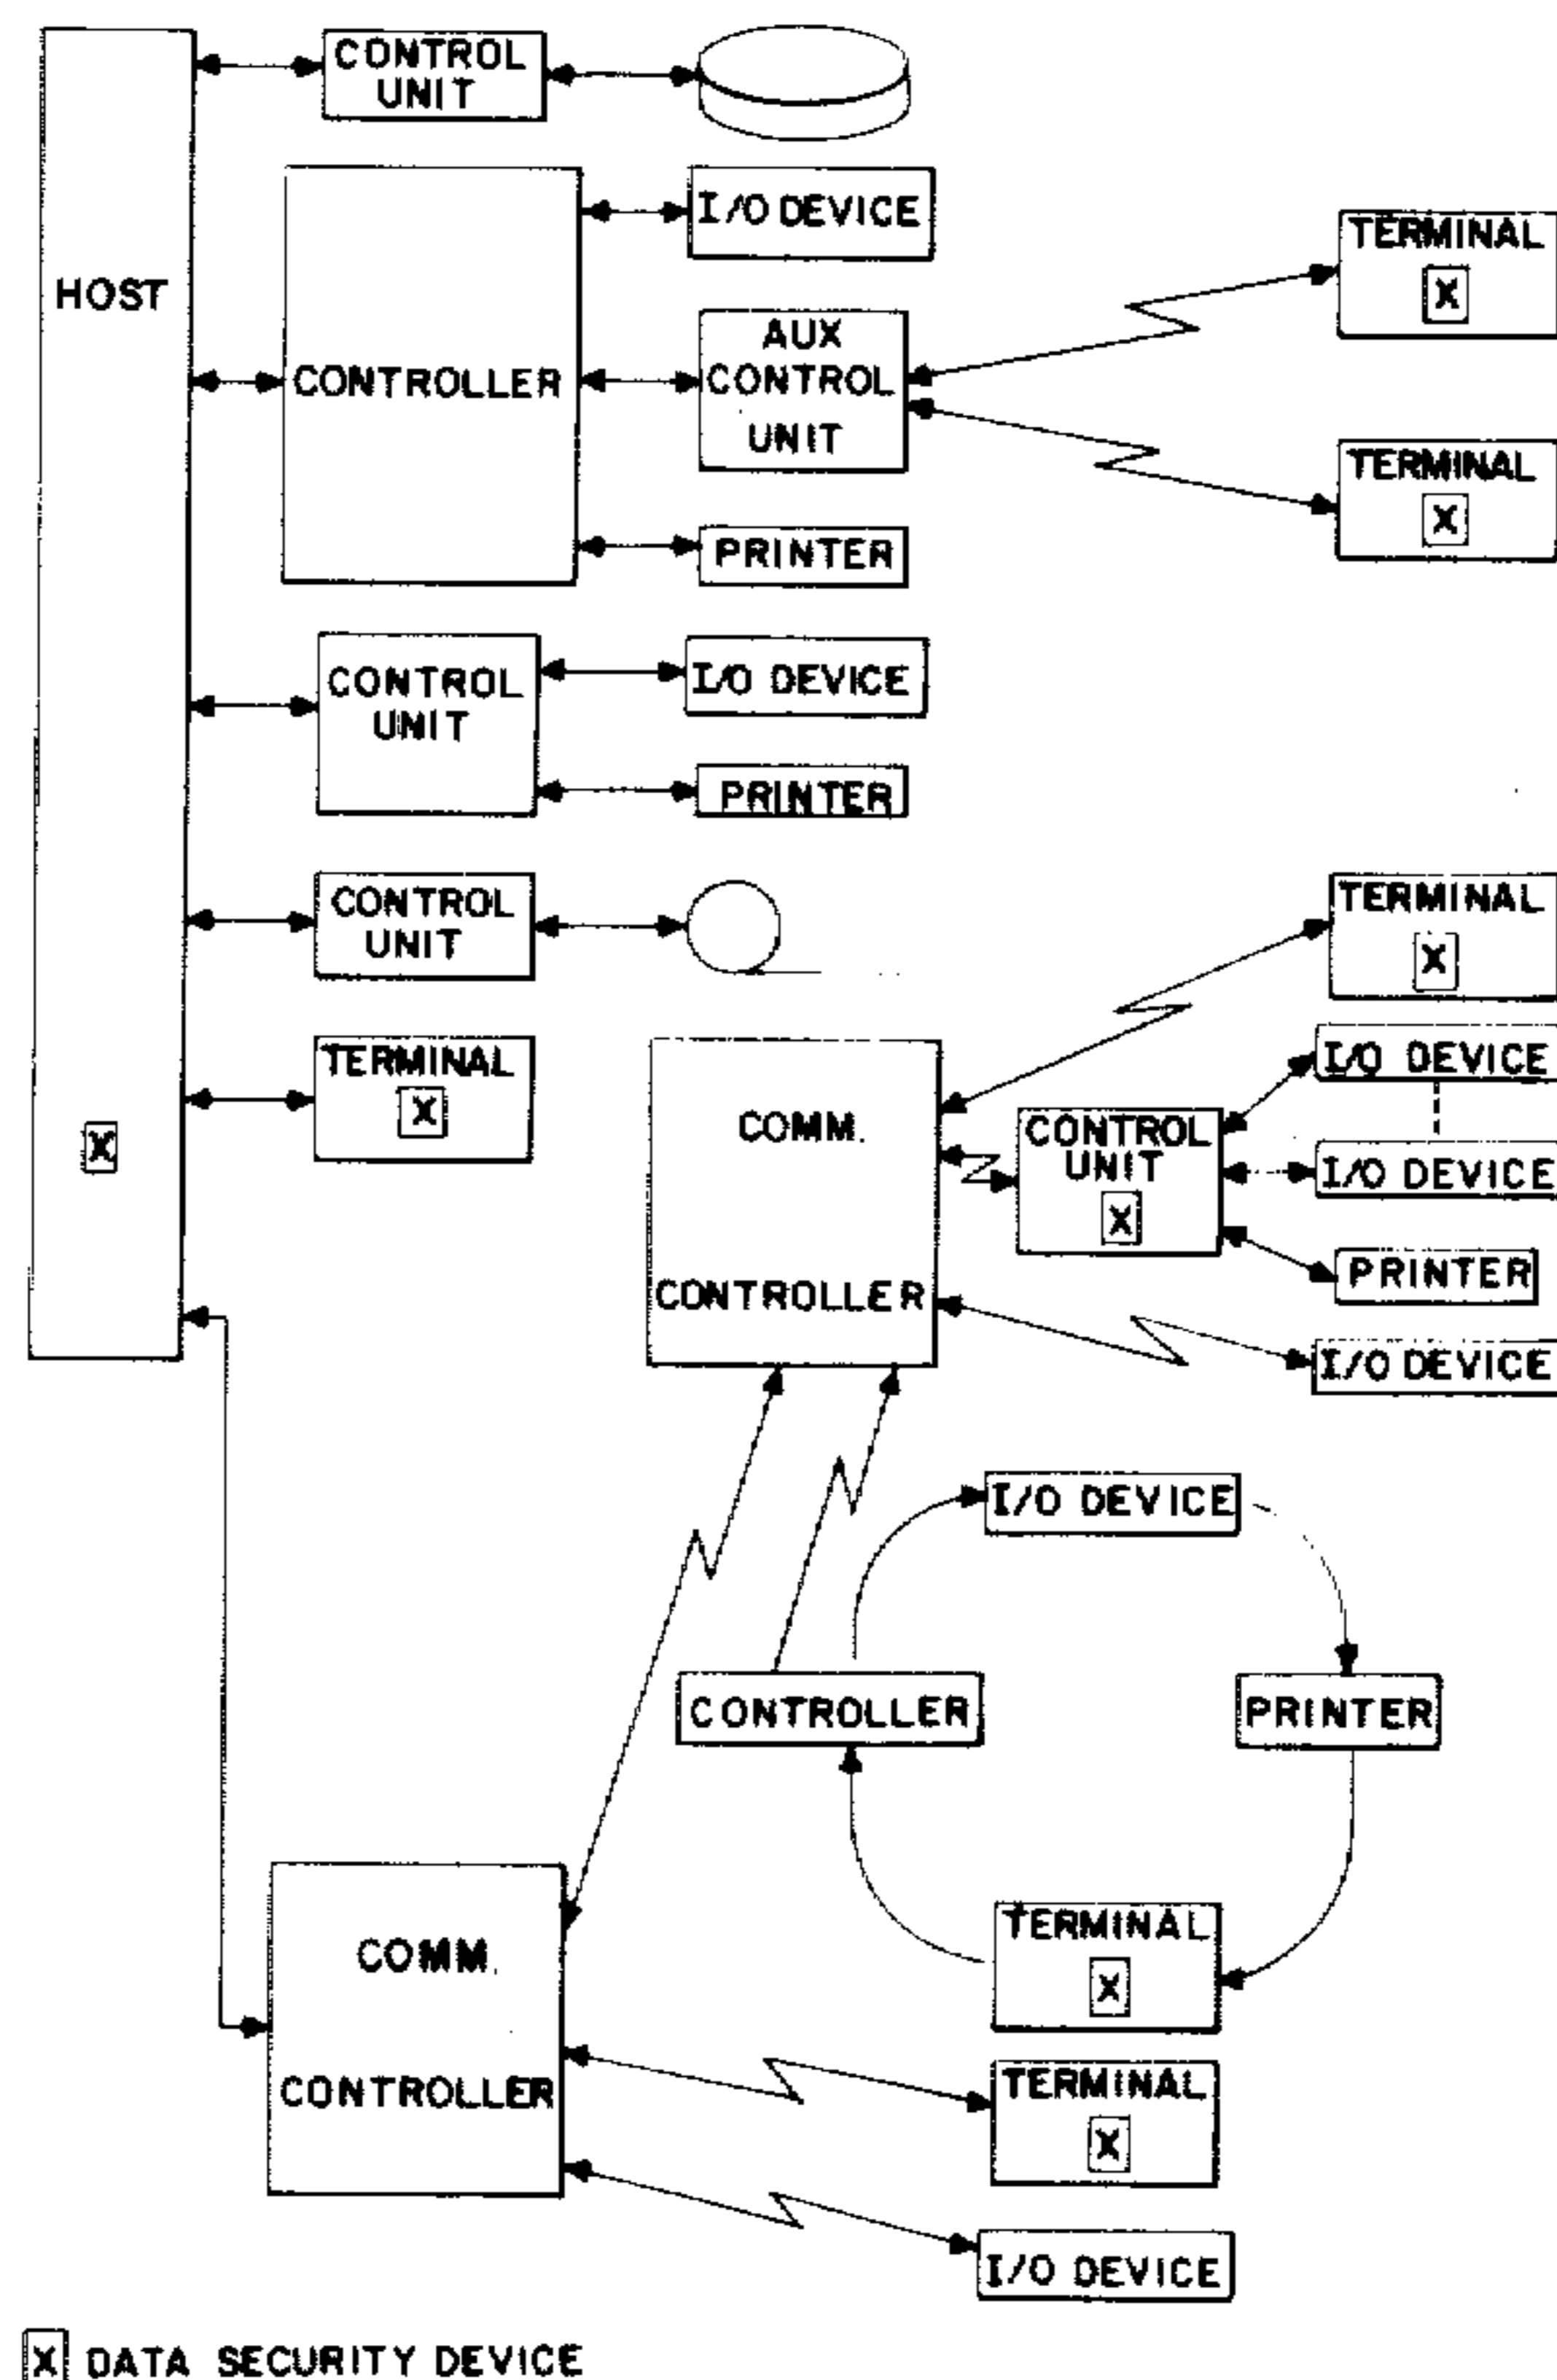 CONTROL
UNIT
I/O DEVICE
TERMINAL
X
HOST
AUX
CONTROL
UNIT
CONTROLLER
TERMINAL
X
PRINTER
CONTROL
UNIT
I/O DEVICE
PRINTER
CONTROL
UNIT
TERMINAL
X
TERMINAL
X
X
COMM.
CONTROLLER
I/O DEVICE
CONTROL
UNIT
X
I/O DEVICE
PRINTER
I/O DEVICE
I/O DEVICE
CONTROLLER
PRINTER
TERMINAL
X
COMM.
CONTROLLER
TERMINAL
X
I/O DEVICE
X DATA SECURITY DEVICE